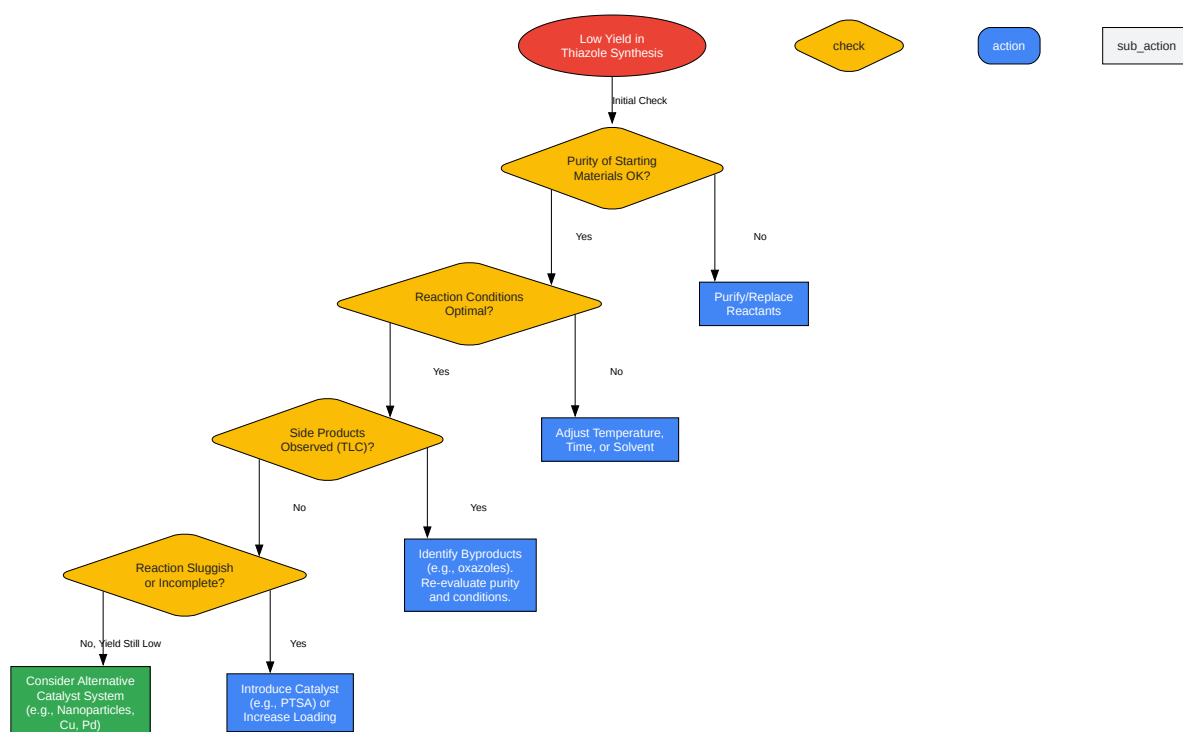 Low Yield in
Thiazole Synthesis
check
action
sub_action
Initial Check
Purity of Starting
Materials OK?
Yes
No
Reaction Conditions
Optimal?
Purify/Replace
Reactants
Yes
No
Side Products
Observed (TLC)?
Adjust Temperature,
Time, or Solvent
No
Yes
Reaction Sluggish
or Incomplete?
Identify Byproducts
(e.g., oxazoles).
Re-evaluate purity
and conditions.
No, Yield Still Low
Yes
Consider Alternative
Catalyst System
(e.g., Nanoparticles,
Cu, Pd)
Introduce Catalyst
(e.g., PTSA) or
Increase Loading